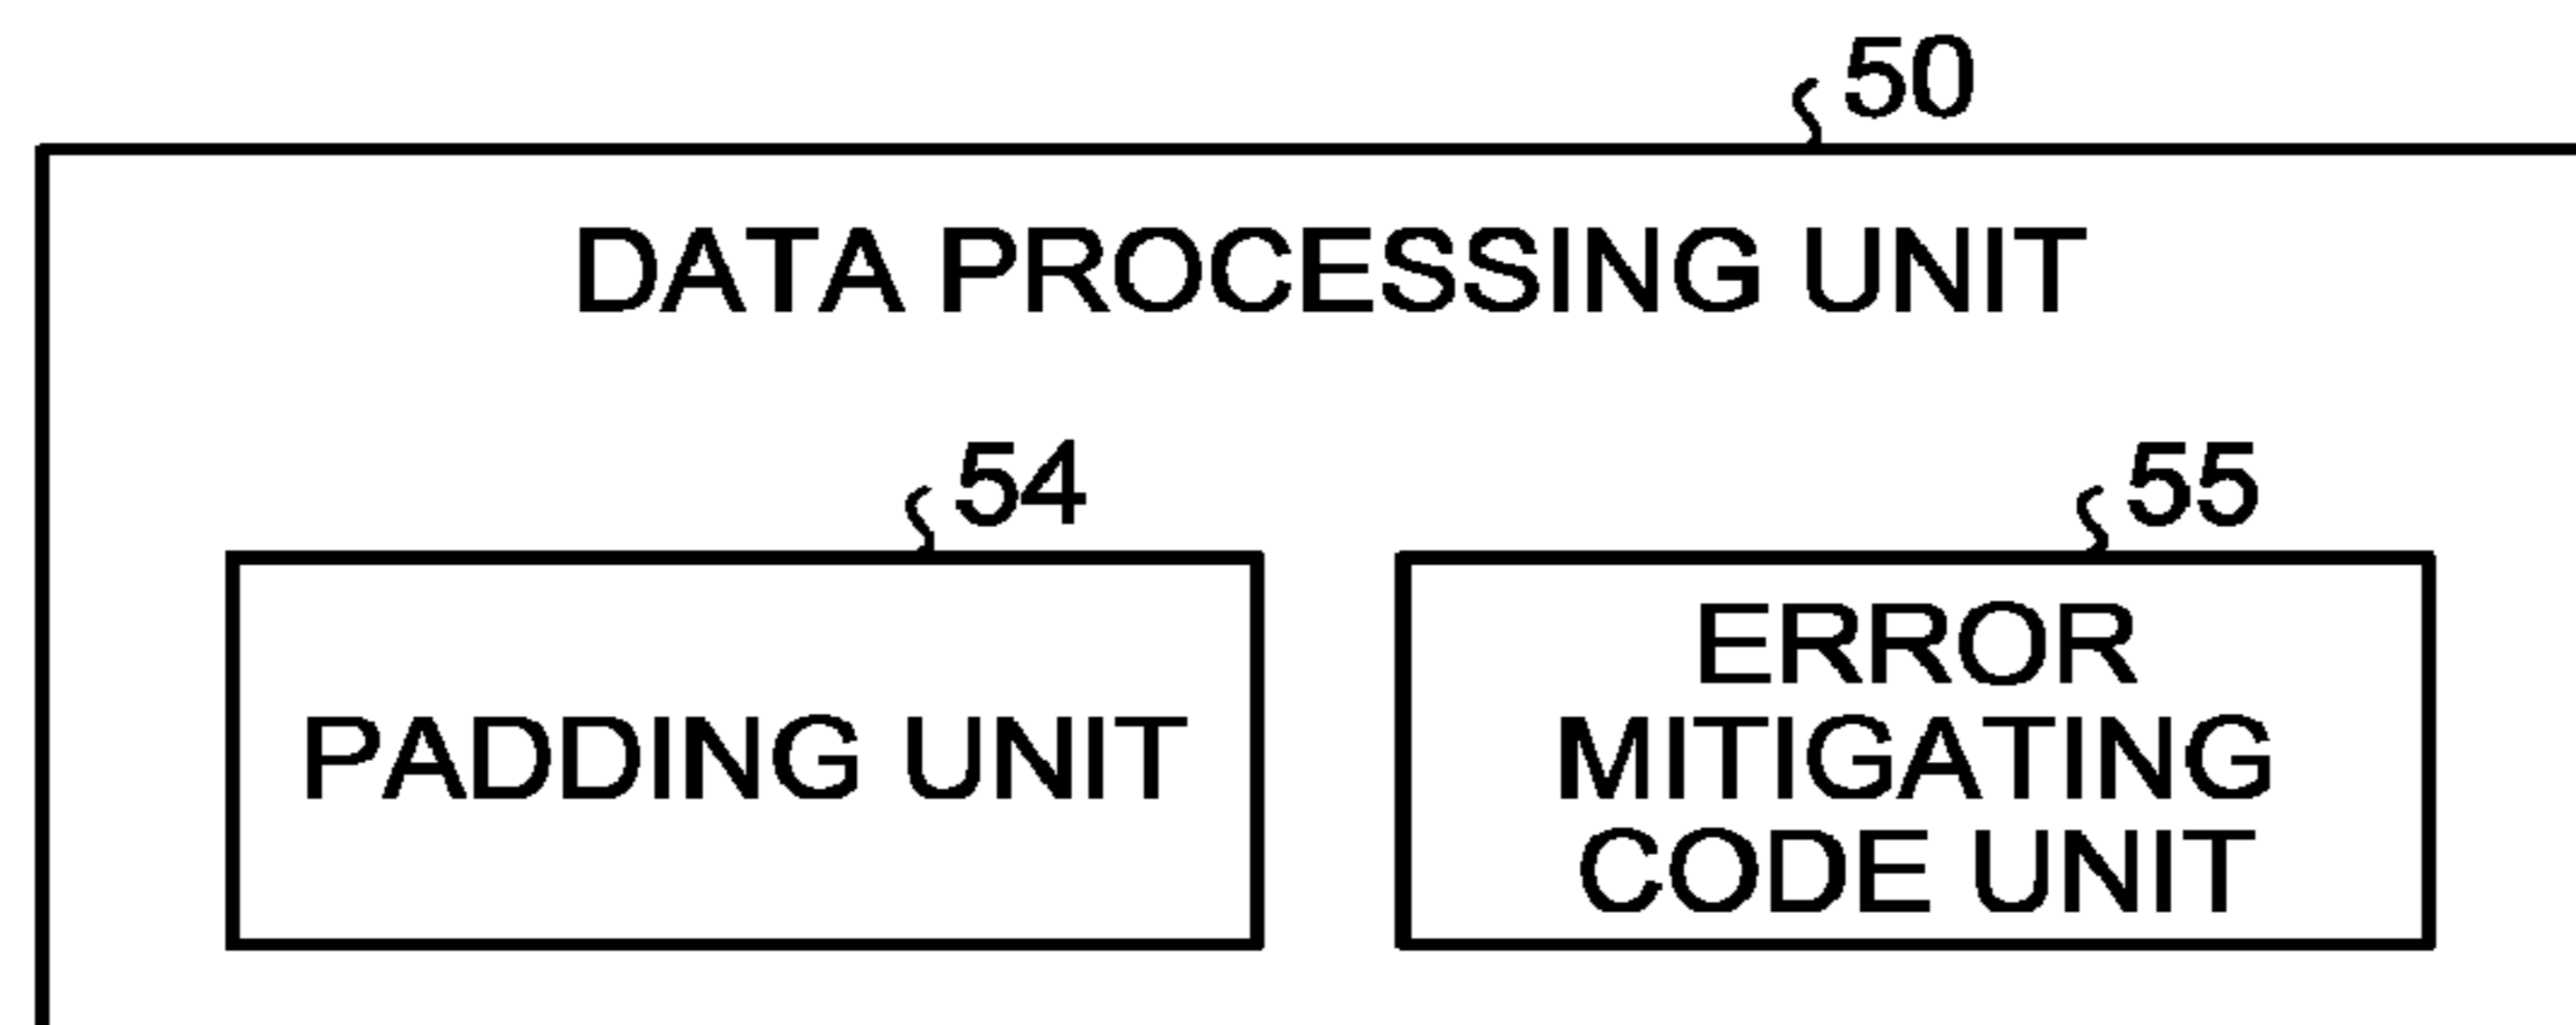 50
DATA PROCESSING UNIT
54
55
PADDING UNIT
ERROR
MITIGATING
CODE UNIT